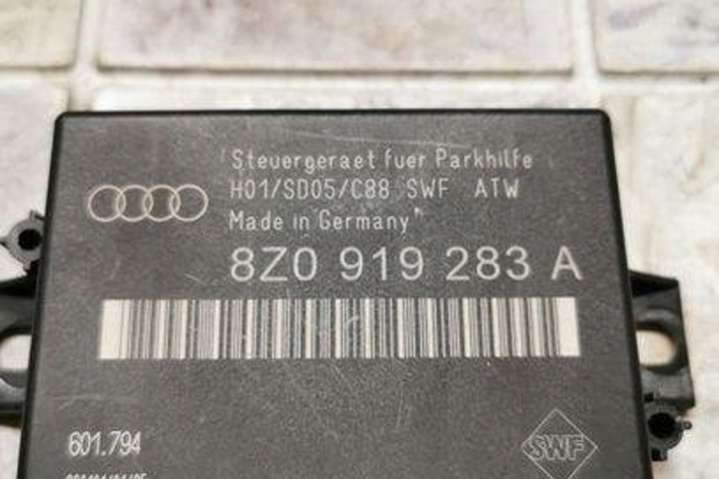 Steuergeraet fuer Parkhilfe
H01/SD05/C88 SWF ATW
Made in Germany
8Z0 919 283 A
601.794
SWF